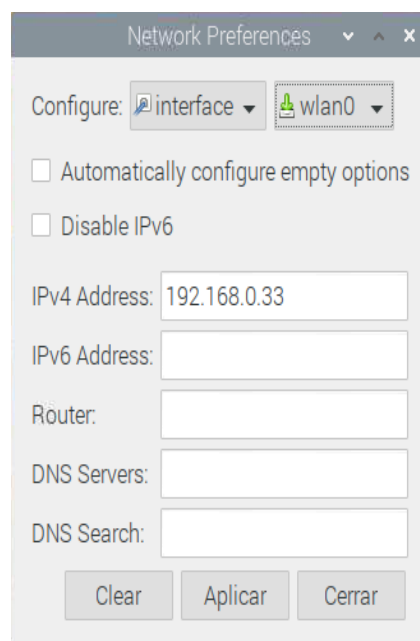 Network Preferences
Configure: interface wlan0
Automatically configure empty options
Disable IPv6
IPv4 Address: 192.168.0.33
IPv6 Address:
Router:
DNS Servers:
DNS Search:
Clear Aplicar Cerrar